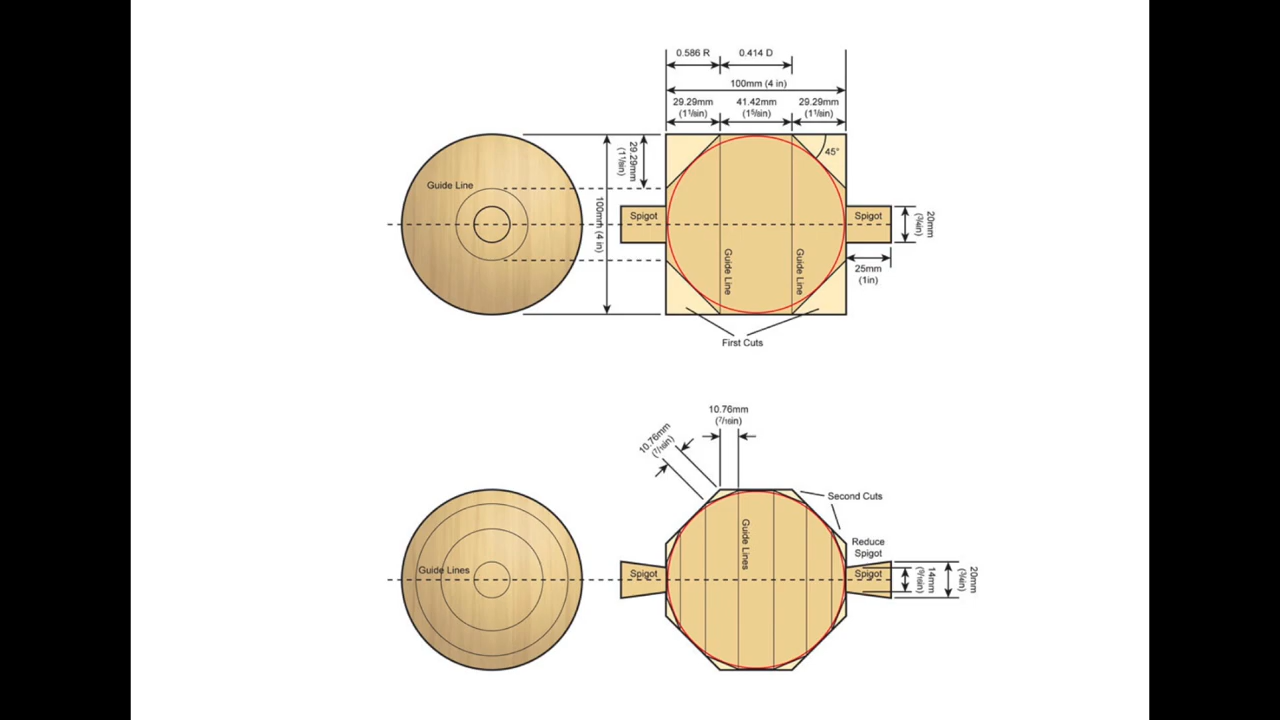 0.586 R
0.414 D
100mm (4 in)
29.29mm
(1⅛in)
41.42mm
(1⅝in)
29.29mm
(1⅛in)
29.29mm
(1⅛in)
45°
Guide Line
100mm (4 in)
Spigot
Spigot
20mm
(¾in)
Guide Line
Guide Line
25mm
(1in)
First Cuts
10.76mm
(⁷/₁₆in)
10.76mm
(⁷/₁₆in)
Second Cuts
Guide Lines
Reduce
Spigot
Guide Lines
Spigot
Spigot
14mm
(⁹/₁₆in)
20mm
(¾in)